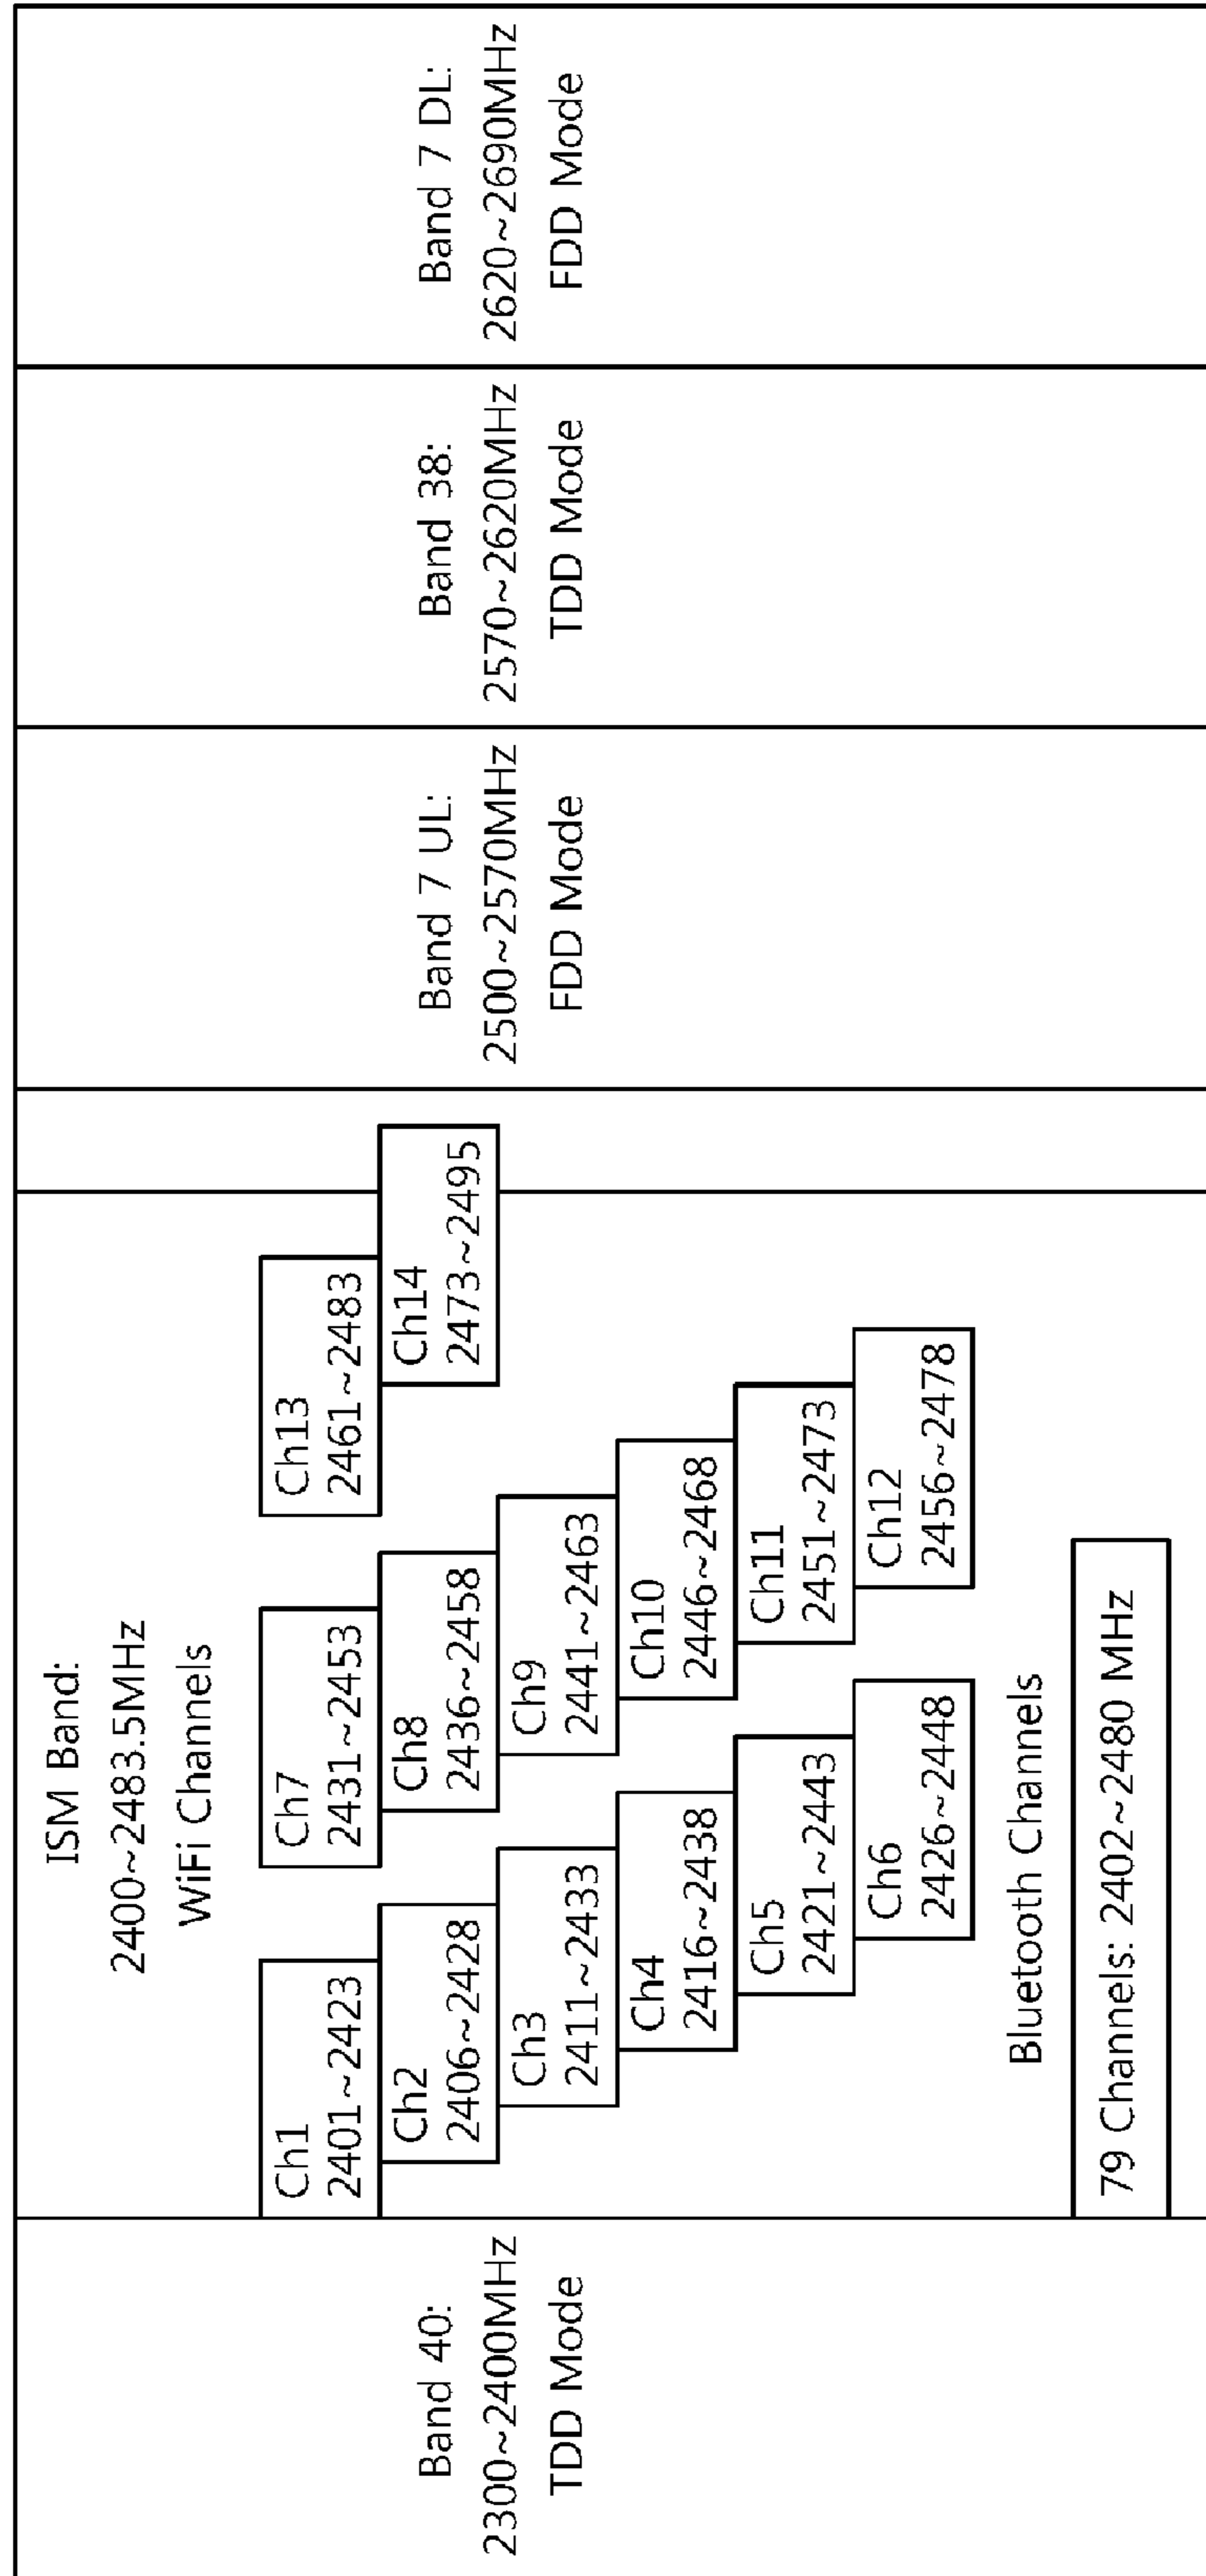 Band 40:
2300~2400MHz
TDD Mode
ISM Band:
2400~2483.5MHz
WiFi Channels
Ch1
2401~2423
Ch2
2406~2428
Ch3
2411~2433
Ch4
2416~2438
Ch5
2421~2443
Ch6
2426~2448
Ch7
2431~2453
Ch8
2436~2458
Ch9
2441~2463
Ch10
2446~2468
Ch11
2451~2473
Ch12
2456~2478
Ch13
2461~2483
Ch14
2473~2495
Bluetooth Channels
79 Channels: 2402~2480 MHz
Band 7 UL:
2500~2570MHz
FDD Mode
Band 38:
2570~2620MHz
TDD Mode
Band 7 DL:
2620~2690MHz
FDD Mode